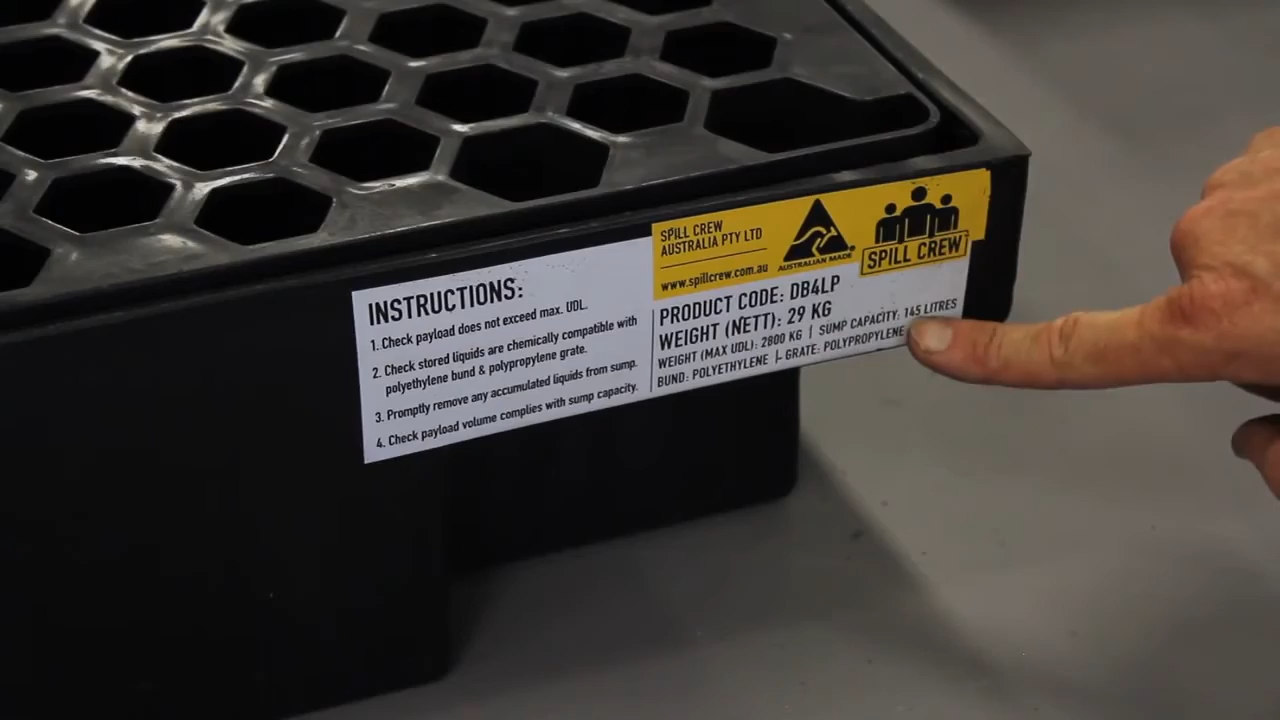 INSTRUCTIONS:
1. Check payload does not exceed max. UDL.
2. Check stored liquids are chemically compatible with
polyethylene bund & polypropylene grate.
3. Promptly remove any accumulated liquids from sump.
4. Check payload volume complies with sump capacity.
SPILL CREW
AUSTRALIA PTY LTD
www.spillcrew.com.au
AUSTRALIAN MADE
SPILL CREW
PRODUCT CODE: DB4LP
WEIGHT (NETT): 29 KG
WEIGHT (MAX UDL): 2800 KG | SUMP CAPACITY: 145 LITRES
BUND: POLYETHYLENE | GRATE: POLYPROPYLENE